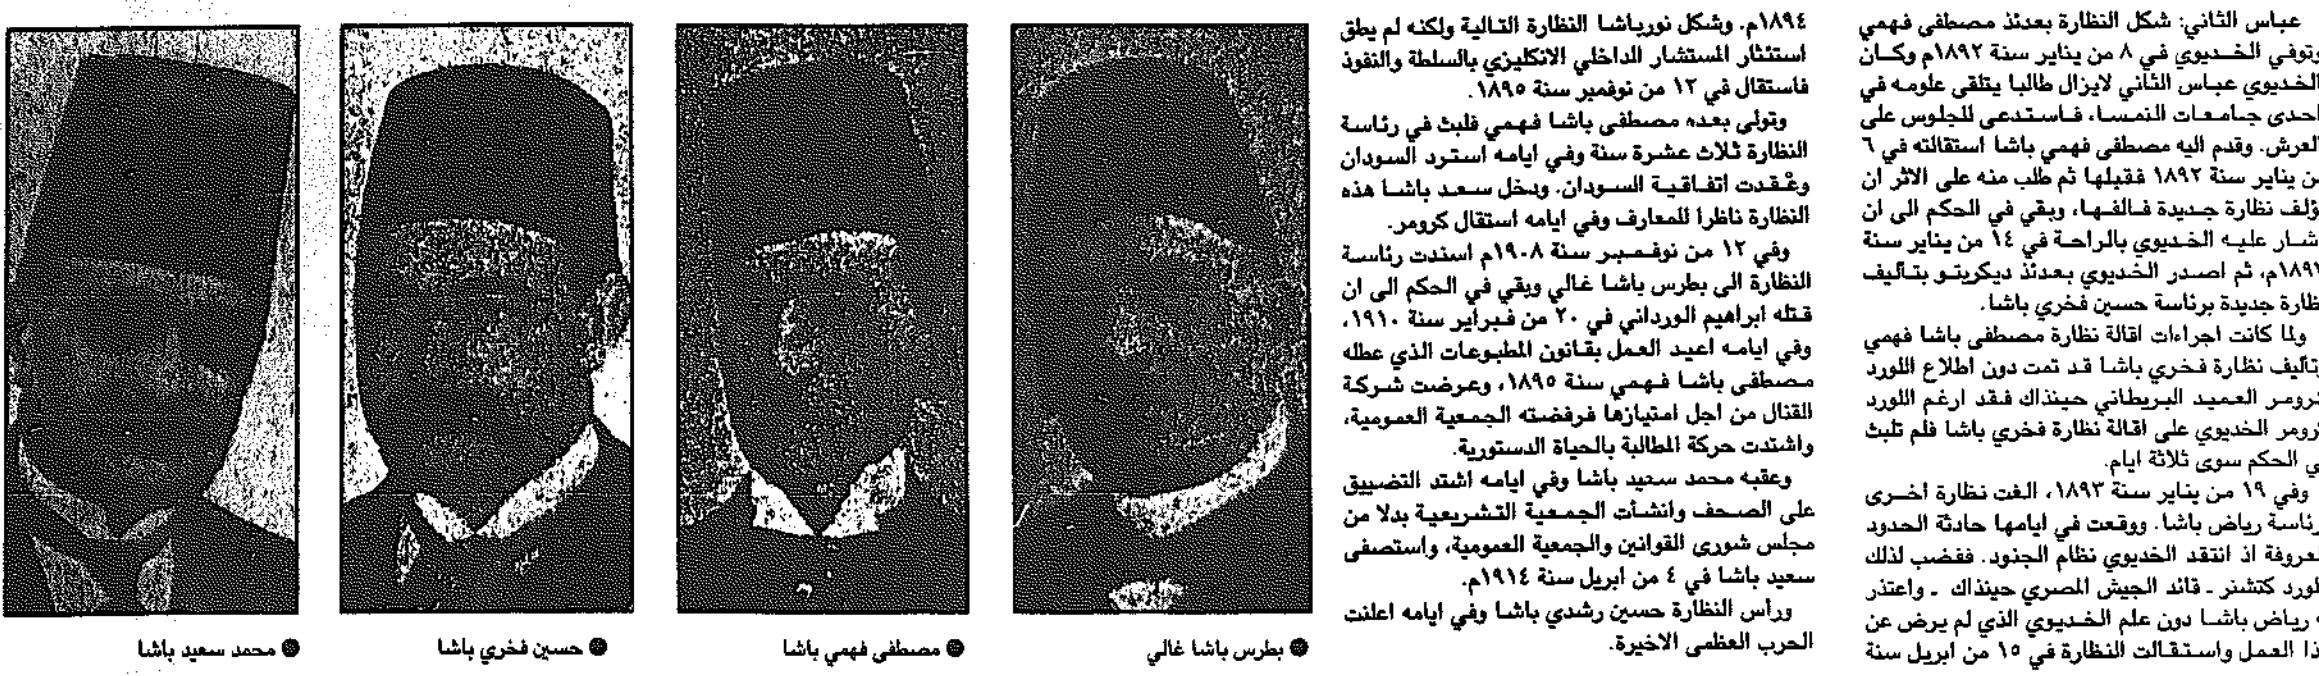 عباس الثاني: شكل النظارة بعدئذ مصطفى فهمي
وتوفي الخديوي في ٨ من يناير سنة ١٨٩٢م وكان
الخديوي عباس الثاني لايزال طالبا يتلقى علومه في
احدى جامعات النمسا، فاستدعى للجلوس على
العرش. وقدم اليه مصطفى فهمي باشا استقالته في ٦
من يناير سنة ١٨٩٢ فقبلها ثم طلب منه على الاثر ان
يؤلف نظارة جديدة فالفها، وبقي في الحكم الى ان
اشار عليه الخديوي بالراحة في ١٤ من يناير سنة
١٨٩٢م، ثم اصدر الخديوي بعدئذ ديكريتو بتأليف
نظارة جديدة برئاسة حسين فخري باشا.
ولما كانت اجراءات اقالة نظارة مصطفى باشا فهمي
وتأليف نظارة فخري باشا قد تمت دون اطلاع اللورد
كرومر العميد البريطاني حينذاك فقد ارغم اللورد
كرومر الخديوي على اقالة نظارة فخري باشا فلم تلبث
في الحكم سوى ثلاثة ايام.
وفي ١٩ من يناير سنة ١٨٩٣، الفت نظارة اخرى
برئاسة رياض باشا. ووقعت في ايامها حادثة الحدود
المعروفة اذ انتقد الخديوي نظام الجنود. فغضب لذلك
اللورد كتشنر ـ قائد الجيش المصري حينذاك ـ واعتذر
رياض باشا دون علم الخديوي الذي لم يرض عن
هذا العمل واستقالت النظارة في ١٥ من ابريل سنة
١٨٩٤م. وشكل نورباشا النظارة التالية ولكنه لم يطق
استئثار المستشار الداخلي الانكليزي بالسلطة والنفوذ
فاستقال في ١٢ من نوفمبر سنة ١٨٩٥.
وتولى بعده مصطفى باشا فهمي فلبث في رئاسة
النظارة ثلاث عشرة سنة وفي ايامه استرد السودان
وعُقدت اتفاقية السودان. ودخل سعد باشا هذه
النظارة ناظرا للمعارف وفي ايامه استقال كرومر.
وفي ١٢ من نوفمبر سنة ١٩٠٨م اسندت رئاسة
النظارة الى بطرس باشا غالي وبقي في الحكم الى ان
قتله ابراهيم الورداني في ٢٠ من فبراير سنة ١٩١٠،
وفي ايامه اعيد العمل بقانون المطبوعات الذي عطله
مصطفى باشا فهمي سنة ١٨٩٥، وعرضت شركة
القنال من اجل امتيازها فرفضته الجمعية العمومية،
واشتدت حركة المطالبة بالحياة الدستورية.
وعقبه محمد سعيد باشا وفي ايامه اشتد التضييق
على الصحف وانشأت الجمعية التشريعية بدلا من
مجلس شورى القوانين والجمعية العمومية، واستصفى
سعيد باشا في ٤ من ابريل سنة ١٩١٤م.
ورأس النظارة حسين رشدي باشا وفي ايامه اعلنت
الحرب العظمى الاخيرة.
● بطرس باشا غالي
● مصطفى فهمي باشا
● حسين فخري باشا
● محمد سعيد باشا